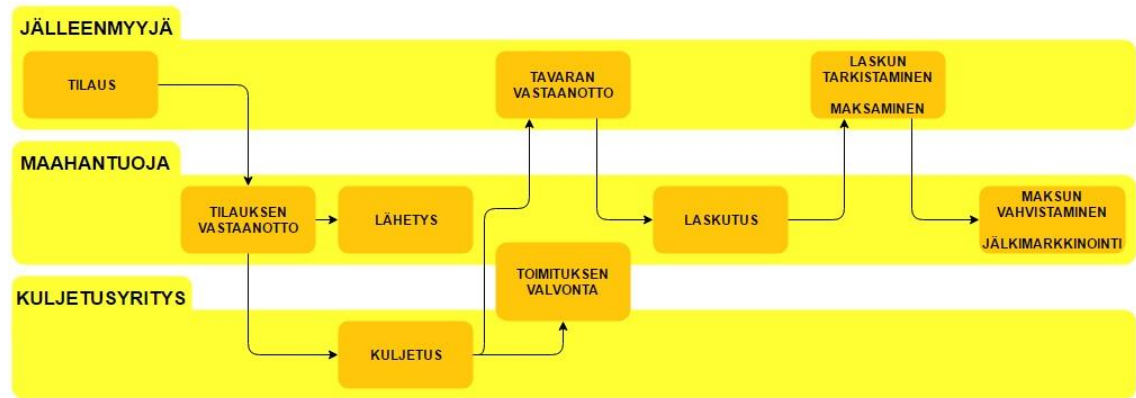 JÄLLEENMYYJÄ
TILAUS
TAVARAN
VASTAANOTTO
LASKUN
TARKISTAMINEN
MAKSAMINEN
MAAHANTUOJA
TILAUKSEN
VASTAANOTTO
LÄHETYS
LASKUTUS
MAKSUN
VAHVISTAMINEN
JÄLKIMARKKINOINTI
TOIMITUKSEN
VALVONTA
KULJETUSYRITYS
KULJETUS